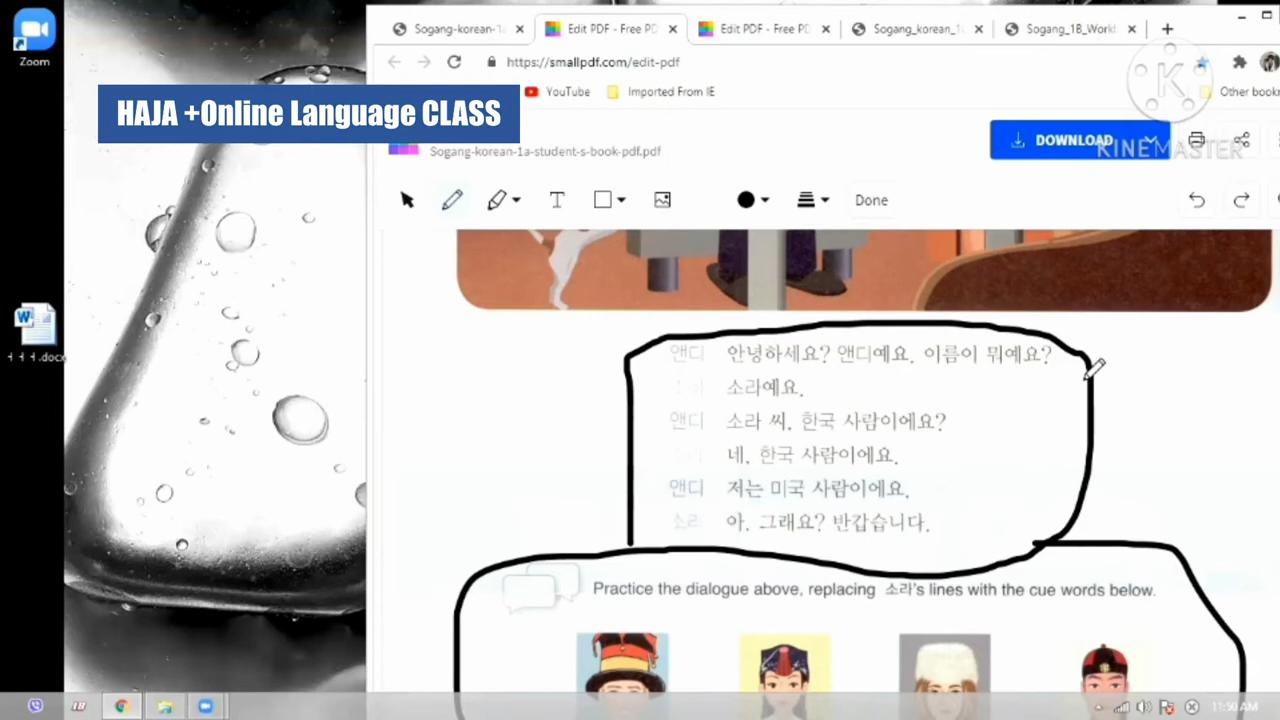 Zoom
Sogang-korean-1
Edit PDF - Free PD
Edit PDF - Free PD
Sogang_korean_1
Sogang_1B_Work
https://smallpdf.com/edit-pdf
YouTube
Imported From IE
Other book
HAJA +Online Language CLASS
Sogang-korean-1a-student-s-book-pdf.pdf
DOWNLOAD
K
KINEMASTER
T
Done
앤디 안녕하세요? 앤디예요. 이름이 뭐예요?
소라예요.
앤디 소라 씨, 한국 사람이에요?
네, 한국 사람이에요.
앤디 저는 미국 사람이에요.
소라 아, 그래요? 반갑습니다.
Practice the dialogue above, replacing 소라's lines with the cue words below.
ㅕㅕㅕ.docx
11:50 AM